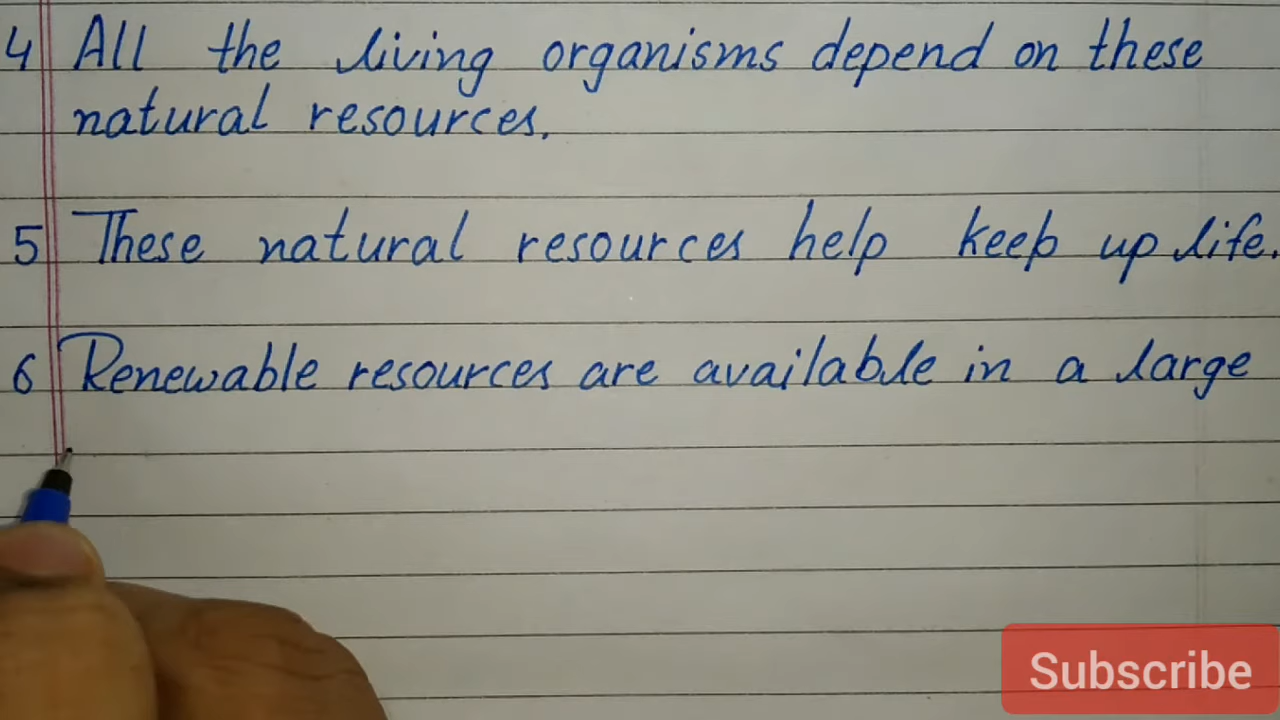 4 All the living organisms depend on these
natural resources.
5 These natural resources help keep up life.
6 Renewable resources are available in a large
Subscribe